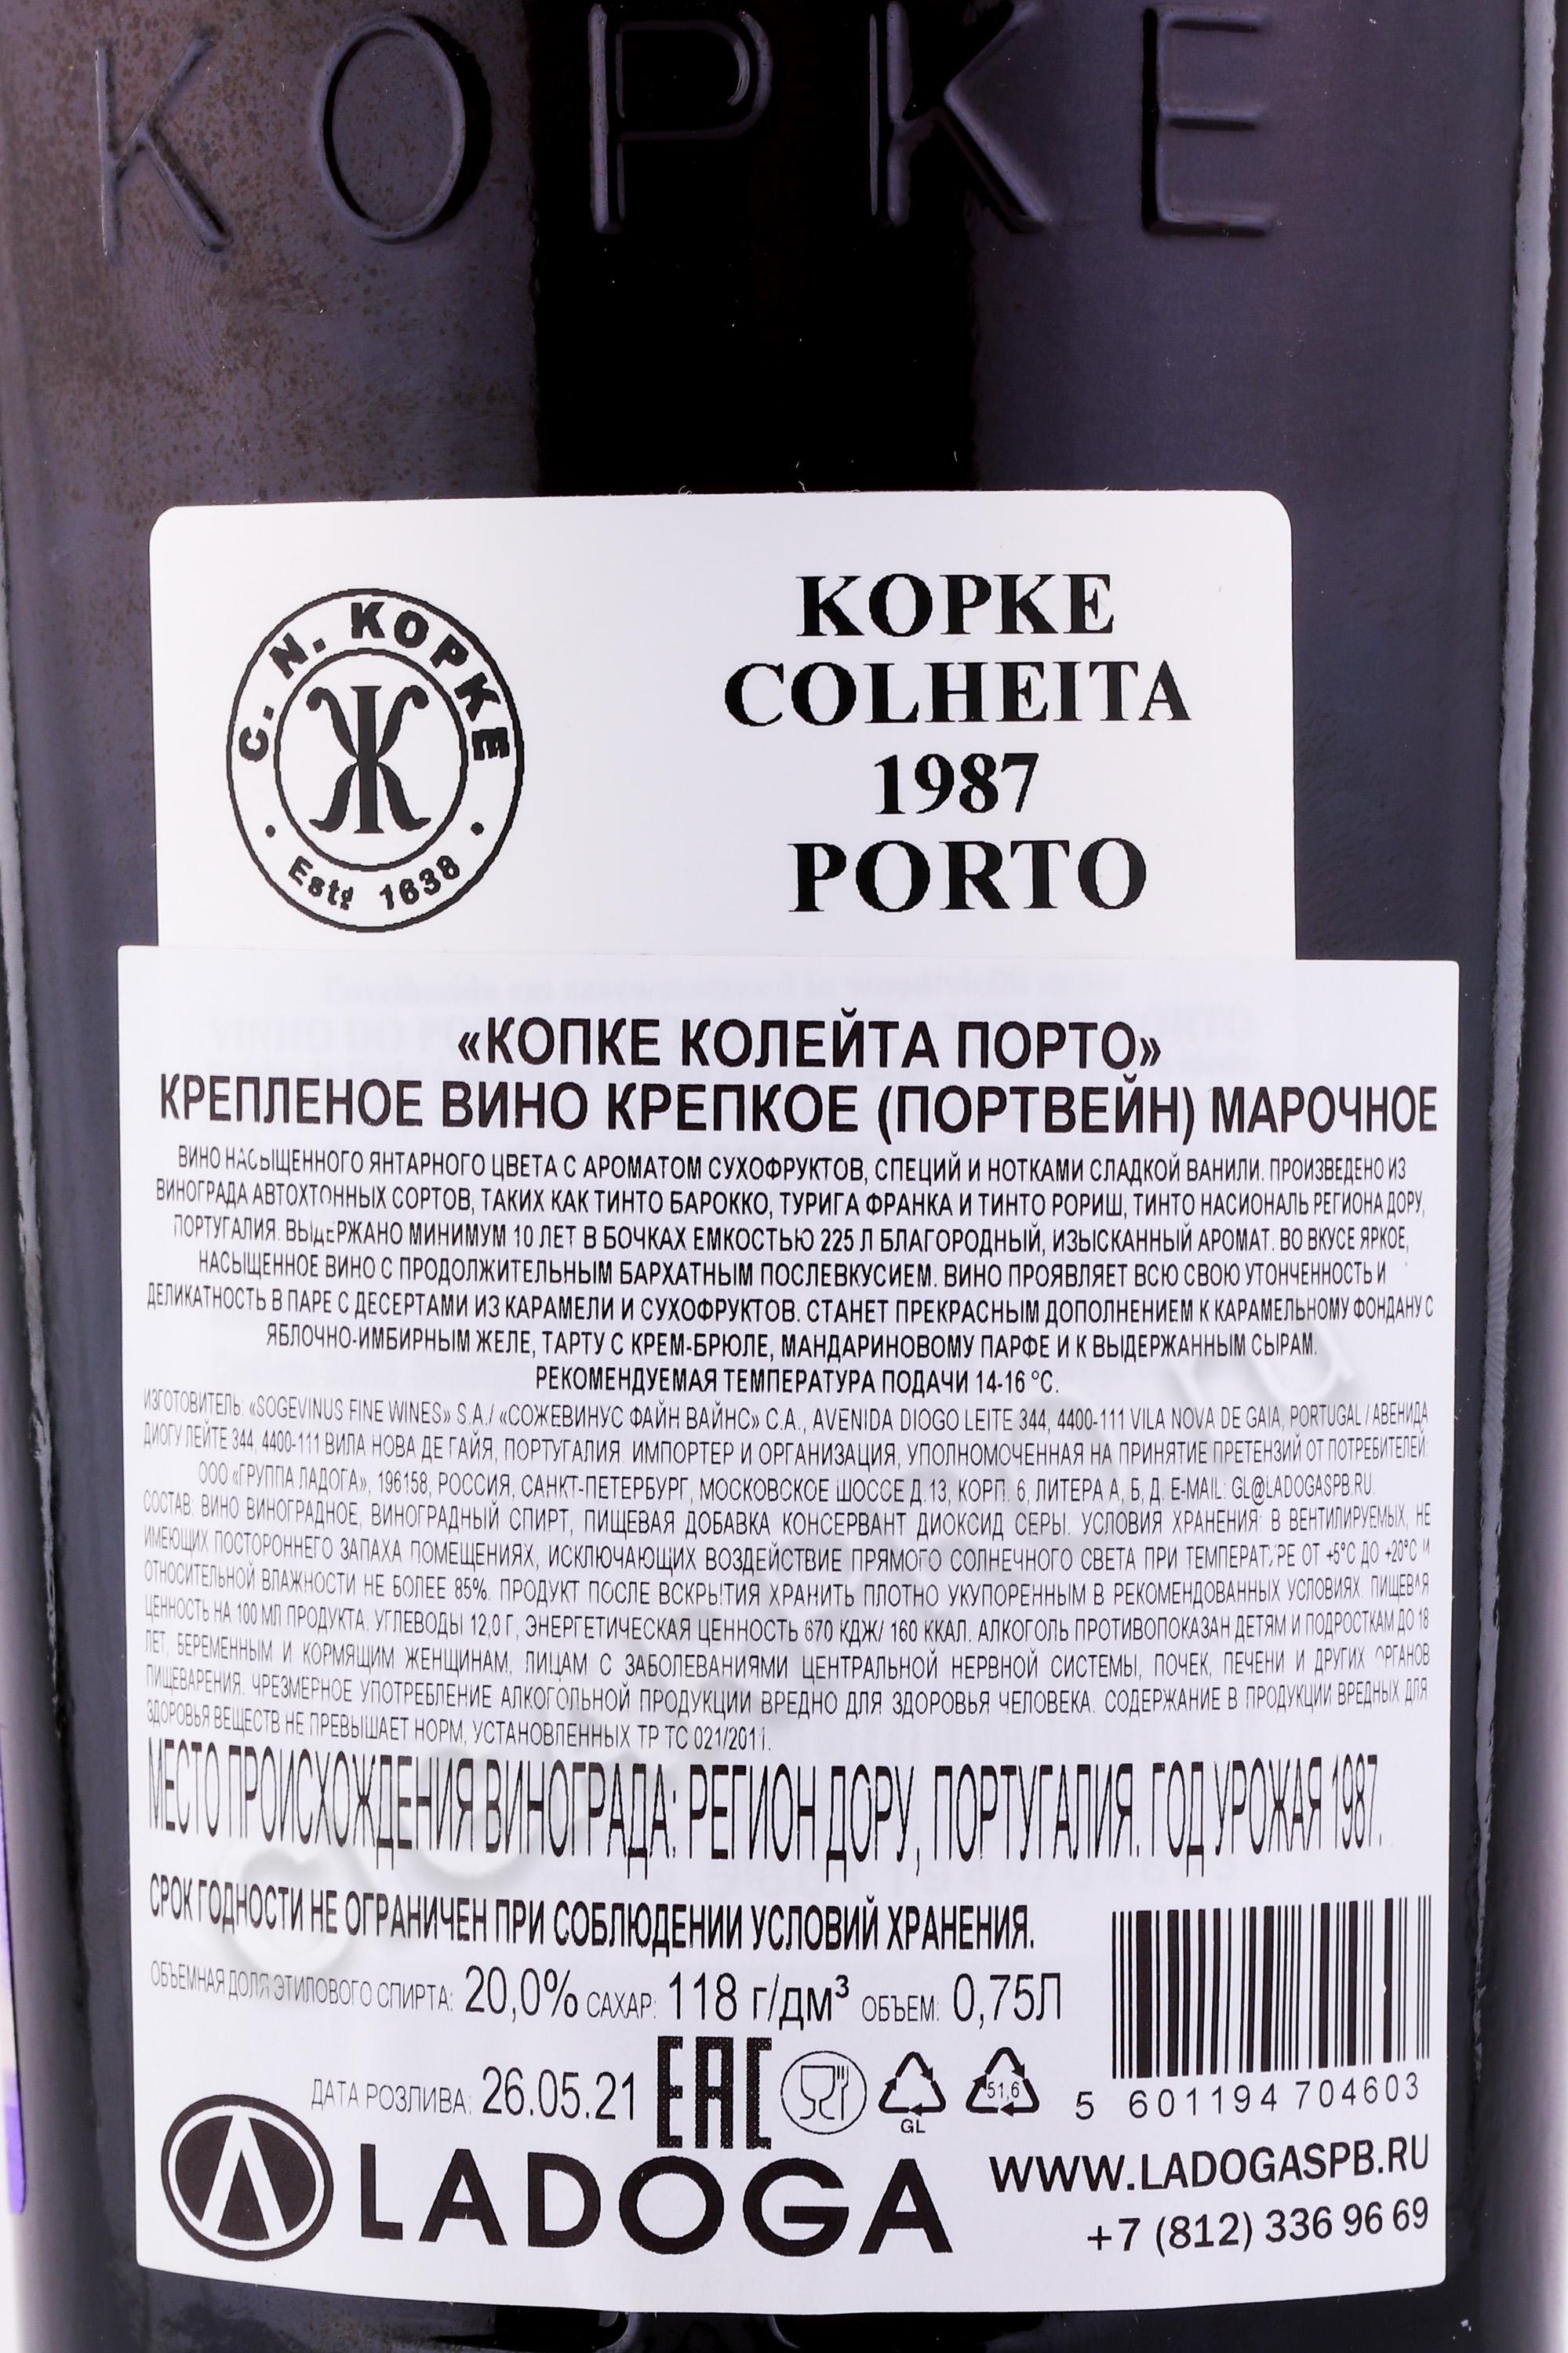 KOPKE
C. N. KOPKE
Estd 1638
KOPKE
COLHEITA
1987
PORTO
«КОПКЕ КОЛЕЙТА ПОРТО»
КРЕПЛЕНОЕ ВИНО КРЕПКОЕ (ПОРТВЕЙН) МАРОЧНОЕ
ВИНО НАСЫЩЕННОГО ЯНТАРНОГО ЦВЕТА С АРОМАТОМ СУХОФРУКТОВ, СПЕЦИЙ И НОТКАМИ СЛАДКОЙ ВАНИЛИ. ПРОИЗВЕДЕНО ИЗ
ВИНОГРАДА АВТОХТОННЫХ СОРТОВ, ТАКИХ КАК ТИНТО БАРОККО, ТУРИГА ФРАНКА И ТИНТО РОРИШ, ТИНТО НАСИОНАЛЬ РЕГИОНА ДОРУ,
ПОРТУГАЛИЯ. ВЫДЕРЖАНО МИНИМУМ 10 ЛЕТ В БОЧКАХ ЕМКОСТЬЮ 225 Л БЛАГОРОДНЫЙ, ИЗЫСКАННЫЙ АРОМАТ. ВО ВКУСЕ ЯРКОЕ,
НАСЫЩЕННОЕ ВИНО С ПРОДОЛЖИТЕЛЬНЫМ БАРХАТНЫМ ПОСЛЕВКУСИЕМ. ВИНО ПРОЯВЛЯЕТ ВСЮ СВОЮ УТОНЧЕННОСТЬ И
ДЕЛИКАТНОСТЬ В ПАРЕ С ДЕСЕРТАМИ ИЗ КАРАМЕЛИ И СУХОФРУКТОВ. СТАНЕТ ПРЕКРАСНЫМ ДОПОЛНЕНИЕМ К КАРАМЕЛЬНОМУ ФОНДАНУ С
ЯБЛОЧНО-ИМБИРНЫМ ЖЕЛЕ, ТАРТУ С КРЕМ-БРЮЛЕ, МАНДАРИНОВОМУ ПАРФЕ И К ВЫДЕРЖАННЫМ СЫРАМ.
РЕКОМЕНДУЕМАЯ ТЕМПЕРАТУРА ПОДАЧИ 14-16 °С.
ИЗГОТОВИТЕЛЬ: «SOGEVINUS FINE WINES» S.A./ «СОЖЕВИНУС ФАЙН ВАЙНС» С.А., AVENIDA DIOGO LEITE 344, 4400-111 VILA NOVA DE GAIA, PORTUGAL / АВЕНИДА
ДИОГУ ЛЕЙТЕ 344, 4400-111 ВИЛА НОВА ДЕ ГАЙЯ, ПОРТУГАЛИЯ. ИМПОРТЕР И ОРГАНИЗАЦИЯ, УПОЛНОМОЧЕННАЯ НА ПРИНЯТИЕ ПРЕТЕНЗИЙ ОТ ПОТРЕБИТЕЛЕЙ:
ООО «ГРУППА ЛАДОГА», 196158, РОССИЯ, САНКТ-ПЕТЕРБУРГ, МОСКОВСКОЕ ШОССЕ Д.13, КОРП. 6, ЛИТЕРА А, Б, Д. E-MAIL: GL@LADOGASPB.RU.
СОСТАВ: ВИНО ВИНОГРАДНОЕ, ВИНОГРАДНЫЙ СПИРТ, ПИЩЕВАЯ ДОБАВКА КОНСЕРВАНТ ДИОКСИД СЕРЫ. УСЛОВИЯ ХРАНЕНИЯ: В ВЕНТИЛИРУЕМЫХ, НЕ
ИМЕЮЩИХ ПОСТОРОННЕГО ЗАПАХА ПОМЕЩЕНИЯХ, ИСКЛЮЧАЮЩИХ ВОЗДЕЙСТВИЕ ПРЯМОГО СОЛНЕЧНОГО СВЕТА ПРИ ТЕМПЕРАТУРЕ ОТ +5°С ДО +20°С И
ОТНОСИТЕЛЬНОЙ ВЛАЖНОСТИ НЕ БОЛЕЕ 85%. ПРОДУКТ ПОСЛЕ ВСКРЫТИЯ ХРАНИТЬ ПЛОТНО УКУПОРЕННЫМ В РЕКОМЕНДОВАННЫХ УСЛОВИЯХ. ПИЩЕВАЯ
ЦЕННОСТЬ НА 100 МЛ ПРОДУКТА: УГЛЕВОДЫ 12,0 Г, ЭНЕРГЕТИЧЕСКАЯ ЦЕННОСТЬ 670 КДЖ/ 160 ККАЛ. АЛКОГОЛЬ ПРОТИВОПОКАЗАН ДЕТЯМ И ПОДРОСТКАМ ДО 18
ЛЕТ, БЕРЕМЕННЫМ И КОРМЯЩИМ ЖЕНЩИНАМ, ЛИЦАМ С ЗАБОЛЕВАНИЯМИ ЦЕНТРАЛЬНОЙ НЕРВНОЙ СИСТЕМЫ, ПОЧЕК, ПЕЧЕНИ И ДРУГИХ ОРГАНОВ
ПИЩЕВАРЕНИЯ. ЧРЕЗМЕРНОЕ УПОТРЕБЛЕНИЕ АЛКОГОЛЬНОЙ ПРОДУКЦИИ ВРЕДНО ДЛЯ ЗДОРОВЬЯ ЧЕЛОВЕКА. СОДЕРЖАНИЕ В ПРОДУКЦИИ ВРЕДНЫХ ДЛЯ
ЗДОРОВЬЯ ВЕЩЕСТВ НЕ ПРЕВЫШАЕТ НОРМ, УСТАНОВЛЕННЫХ ТР ТС 021/2011.
МЕСТО ПРОИСХОЖДЕНИЯ ВИНОГРАДА: РЕГИОН ДОРУ, ПОРТУГАЛИЯ. ГОД УРОЖАЯ 1987.
СРОК ГОДНОСТИ НЕ ОГРАНИЧЕН ПРИ СОБЛЮДЕНИИ УСЛОВИЙ ХРАНЕНИЯ.
ОБЪЕМНАЯ ДОЛЯ ЭТИЛОВОГО СПИРТА: 20,0% САХАР: 118 г/дм³ ОБЪЕМ: 0,75Л
ДАТА РОЗЛИВА: 26.05.21 EAC
GL
51,6
5 601194 704603
LADOGA
WWW.LADOGASPB.RU
+7 (812) 336 96 69